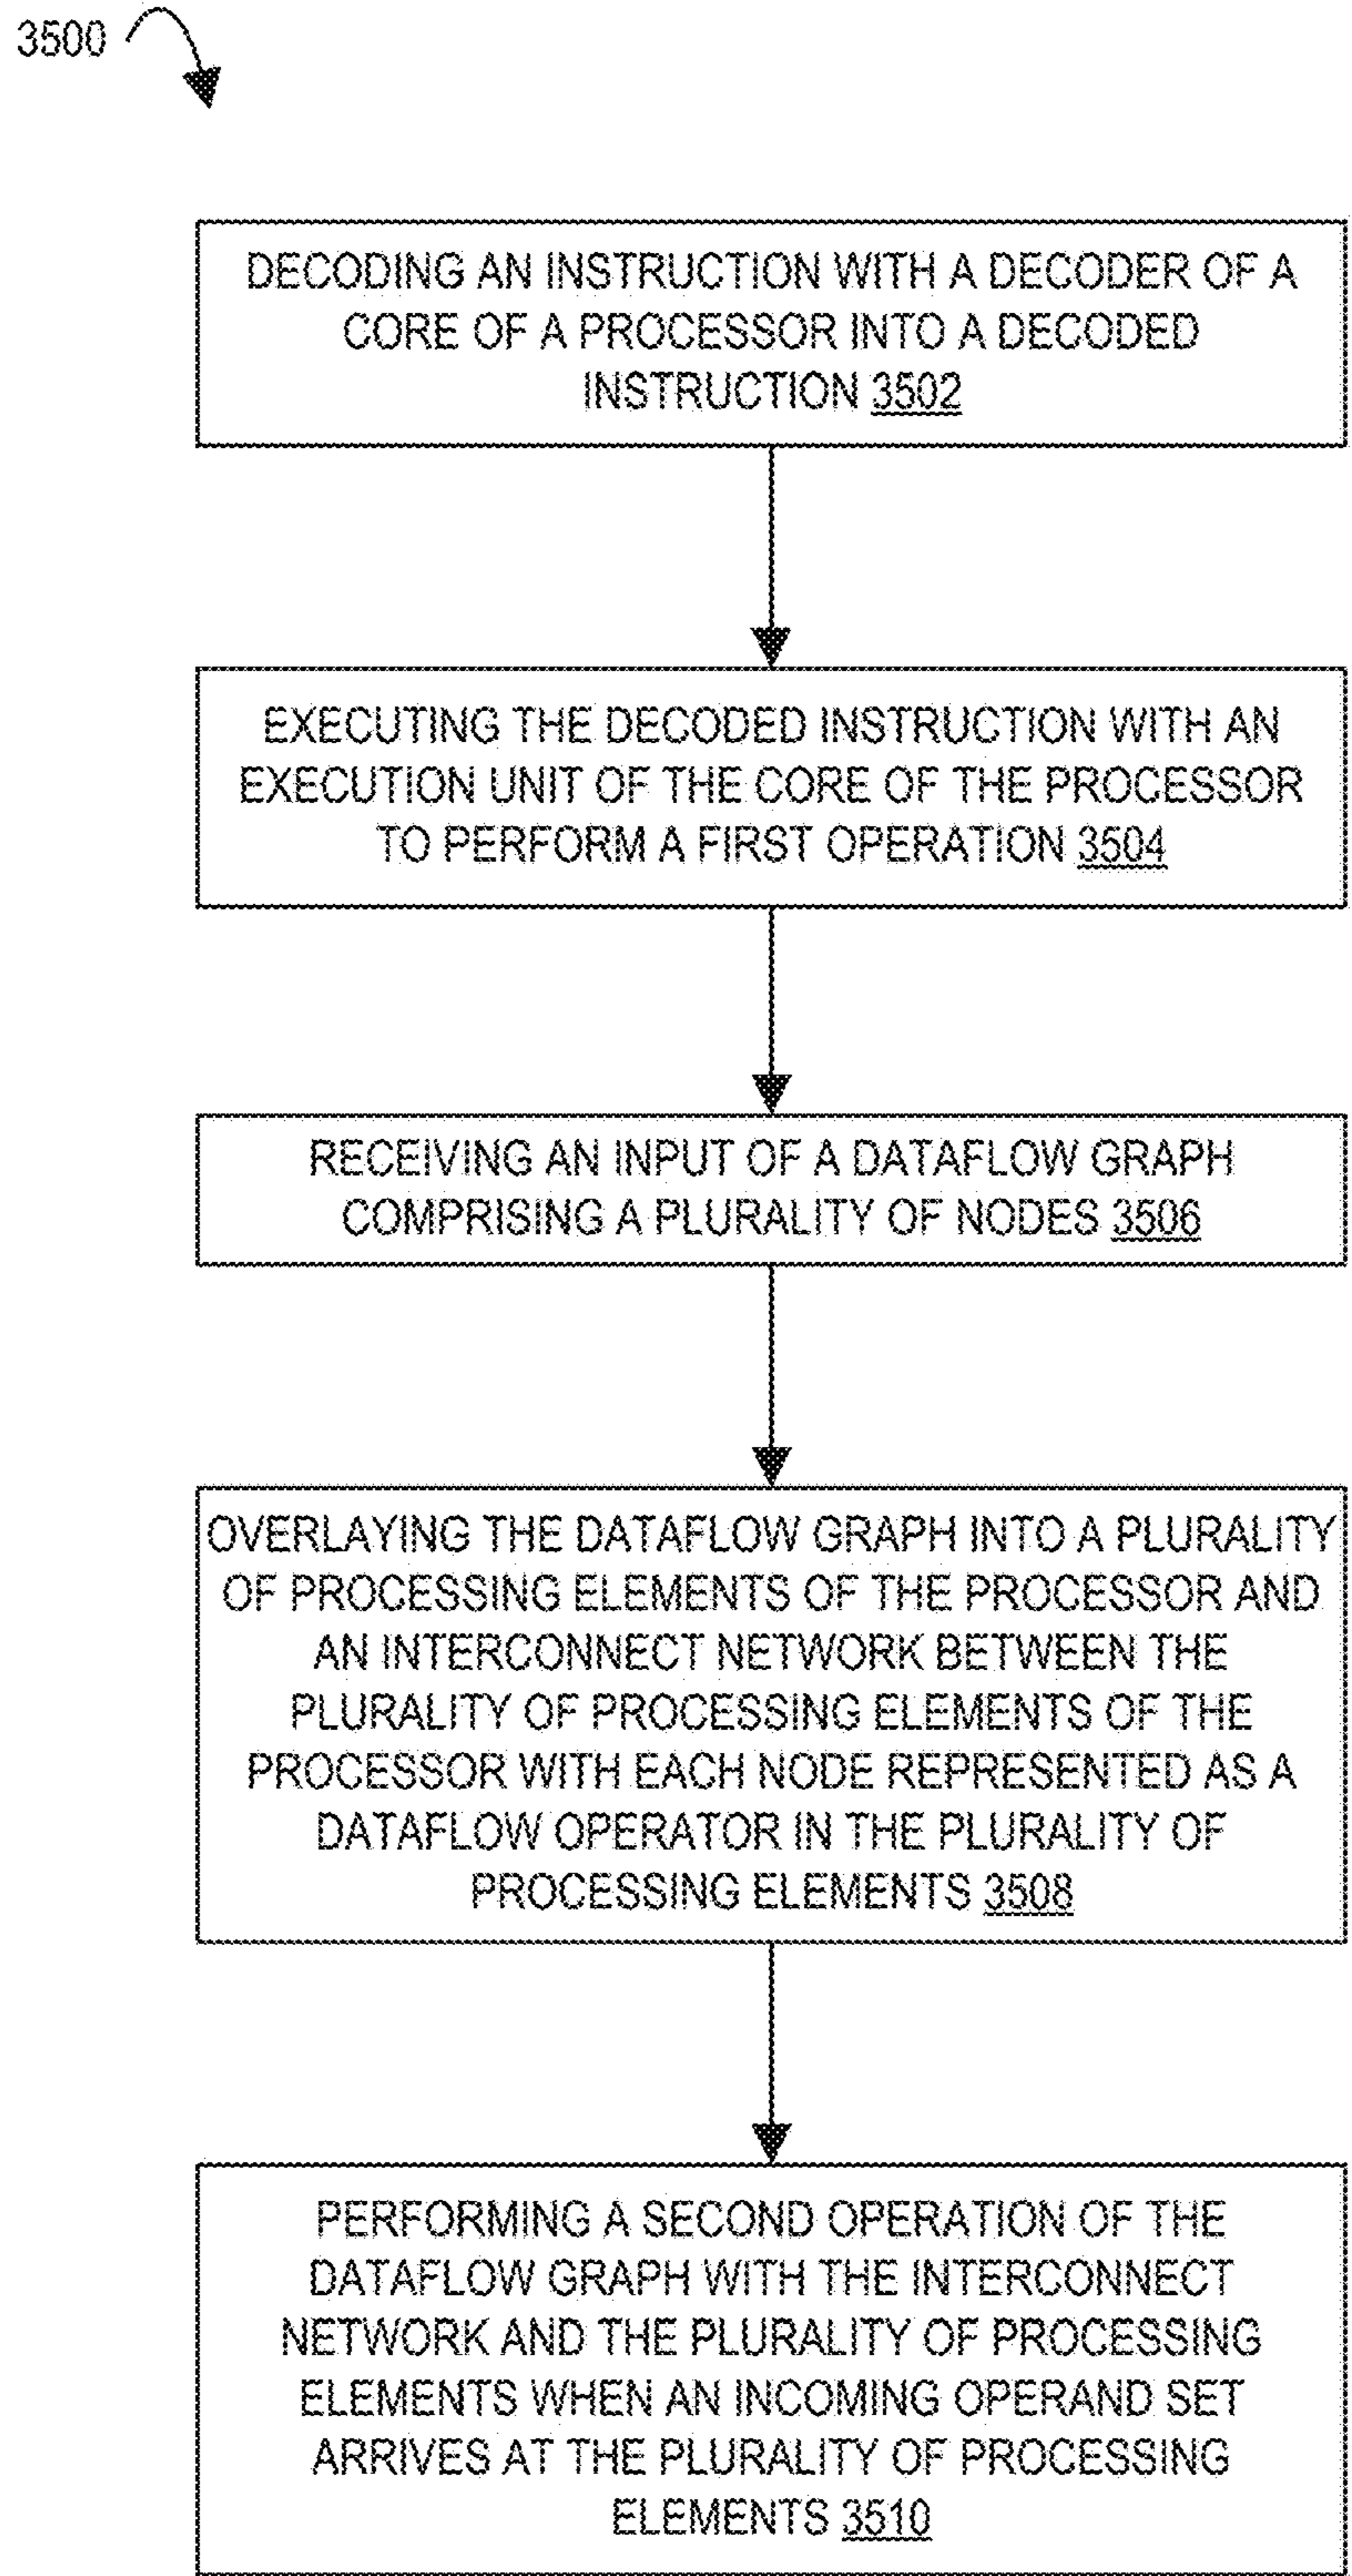 3500
DECODING AN INSTRUCTION WITH A DECODER OF A
CORE OF A PROCESSOR INTO A DECODED
INSTRUCTION 3502
EXECUTING THE DECODED INSTRUCTION WITH AN
EXECUTION UNIT OF THE CORE OF THE PROCESSOR
TO PERFORM A FIRST OPERATION 3504
RECEIVING AN INPUT OF A DATAFLOW GRAPH
COMPRISING A PLURALITY OF NODES 3506
OVERLAYING THE DATAFLOW GRAPH INTO A PLURALITY
OF PROCESSING ELEMENTS OF THE PROCESSOR AND
AN INTERCONNECT NETWORK BETWEEN THE
PLURALITY OF PROCESSING ELEMENTS OF THE
PROCESSOR WITH EACH NODE REPRESENTED AS A
DATAFLOW OPERATOR IN THE PLURALITY OF
PROCESSING ELEMENTS 3508
PERFORMING A SECOND OPERATION OF THE
DATAFLOW GRAPH WITH THE INTERCONNECT
NETWORK AND THE PLURALITY OF PROCESSING
ELEMENTS WHEN AN INCOMING OPERAND SET
ARRIVES AT THE PLURALITY OF PROCESSING
ELEMENTS 3510